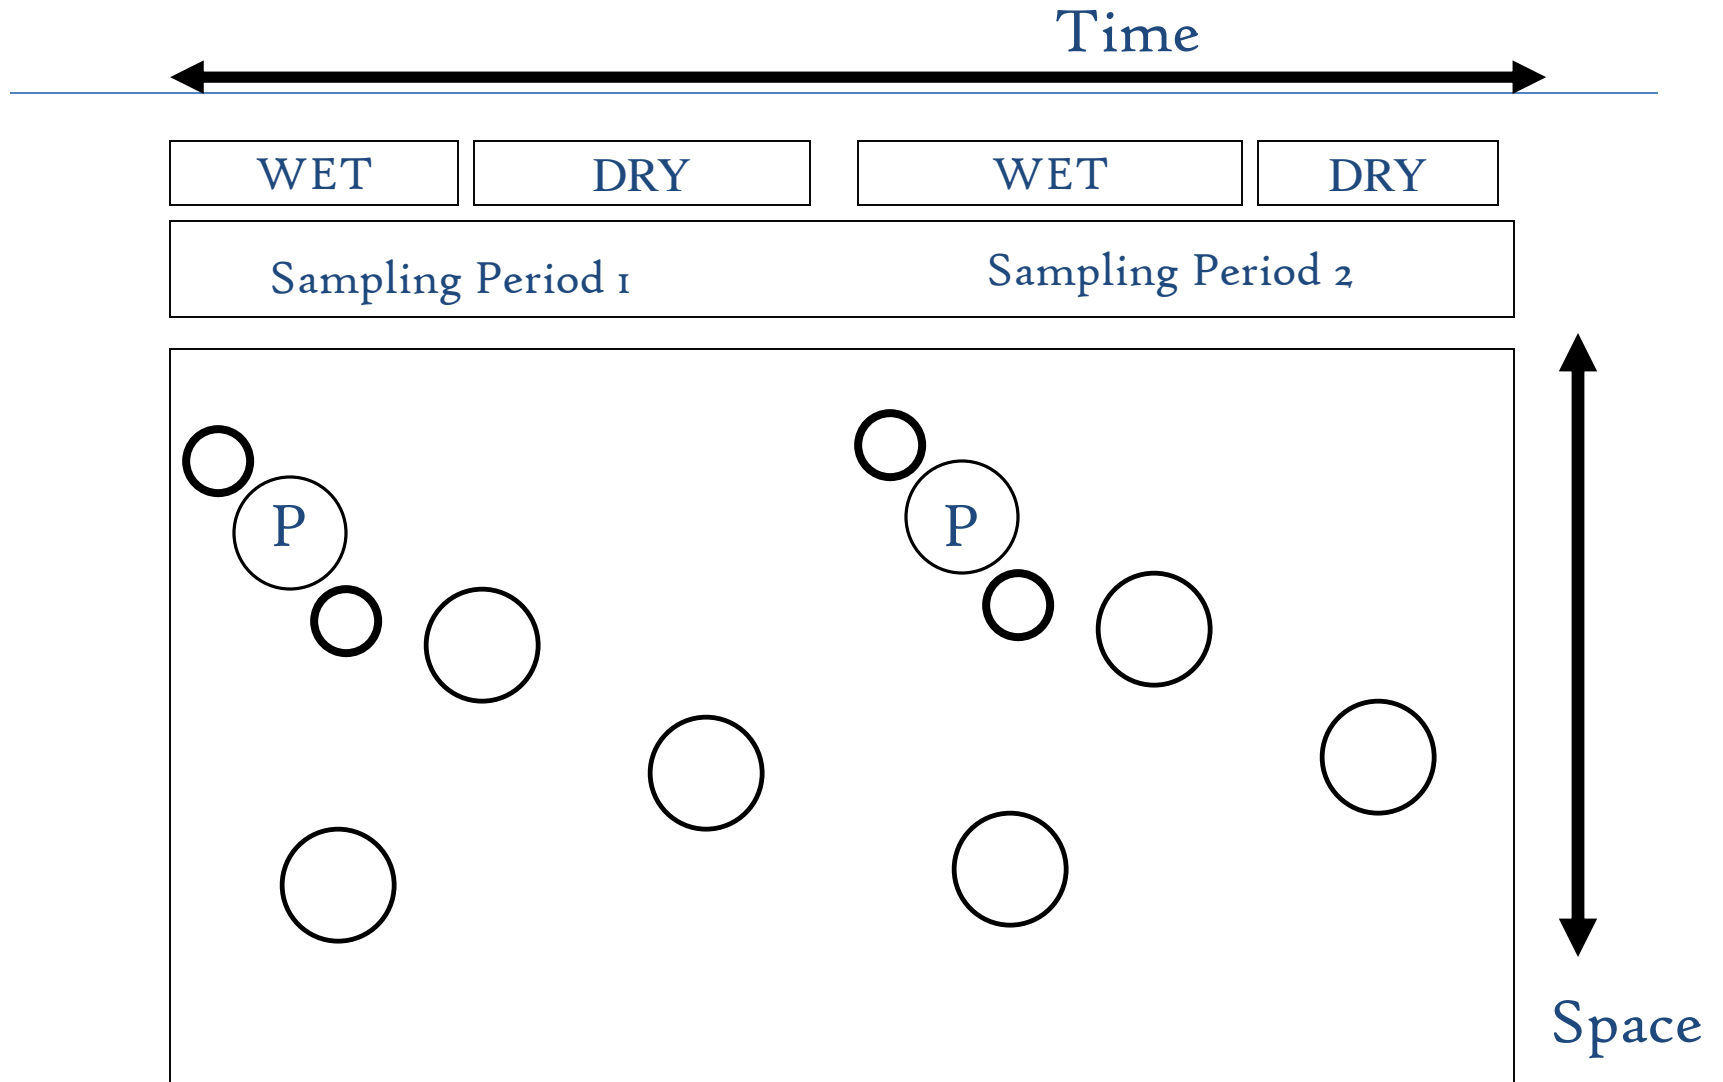 Time
WET DRY WET DRY
Sampling Period 1 Sampling Period 2
P P
Space